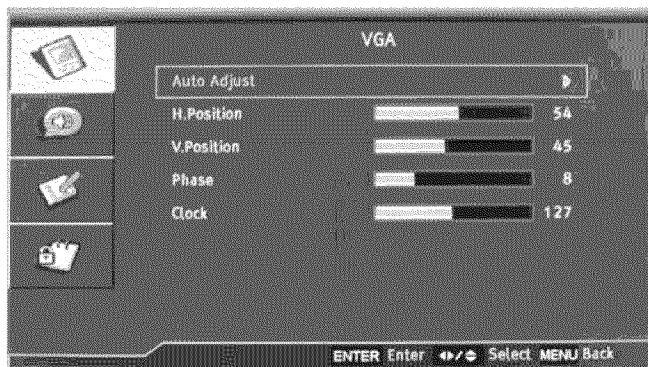 VGA
Auto Adjust
H.Position 54
V.Position 45
Phase 8
Clock 127
ENTER Enter Select MENU Back